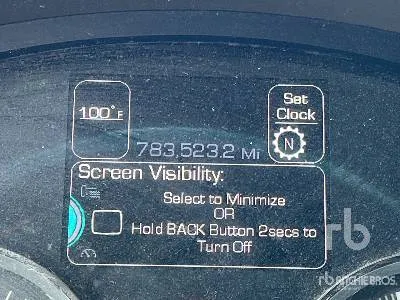 100°F
Set
Clock
N
783,523.2 Mi
Screen Visibility:
Select to Minimize
OR
Hold BACK Button 2secs to
Turn Off
rb
rb
RITCHIE BROS.